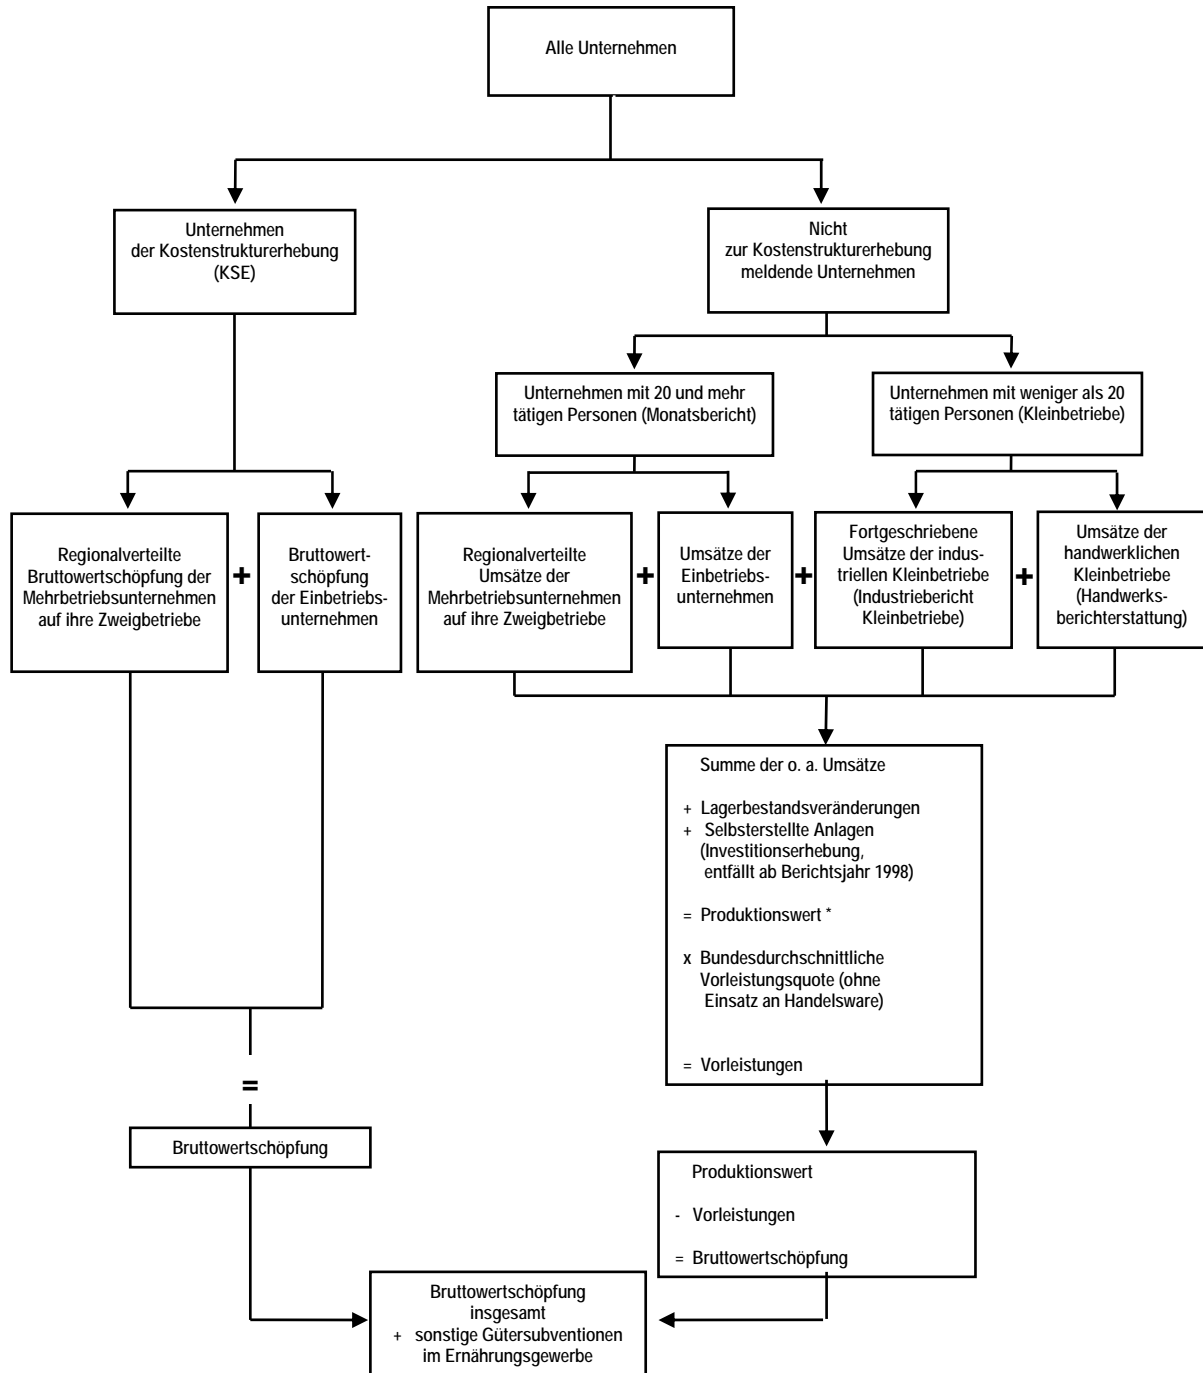 Alle Unternehmen
Unternehmen
der Kostenstrukturerhebung
(KSE)
Nicht
zur Kostenstrukturerhebung
meldende Unternehmen
Unternehmen mit 20 und mehr
tätigen Personen (Monatsbericht)
Unternehmen mit weniger als 20
tätigen Personen (Kleinbetriebe)
Regionalverteilte
Bruttowertschöpfung der
Mehrbetriebsunternehmen
auf ihre Zweigbetriebe
+
Bruttowert-
schöpfung
der Einbetriebs-
unternehmen
Regionalverteilte
Umsätze der
Mehrbetriebsunternehmen
auf ihre Zweigbetriebe
+
Umsätze der
Einbetriebs-
unternehmen
+
Fortgeschriebene
Umsätze der indus-
triellen Kleinbetriebe
(Industriebericht
Kleinbetriebe)
+
Umsätze der
handwerklichen
Kleinbetriebe
(Handwerks-
berichterstattung)
Summe der o. a. Umsätze
+ Lagerbestandsveränderungen
+ Selbsterstellte Anlagen
(Investitionserhebung,
entfällt ab Berichtsjahr 1998)
= Produktionswert *
x Bundesdurchschnittliche
Vorleistungsquote (ohne
Einsatz an Handelsware)
= Vorleistungen
=
Bruttowertschöpfung
Produktionswert
- Vorleistungen
= Bruttowertschöpfung
Bruttowertschöpfung
insgesamt
+ sonstige Gütersubventionen
im Ernährungsgewerbe